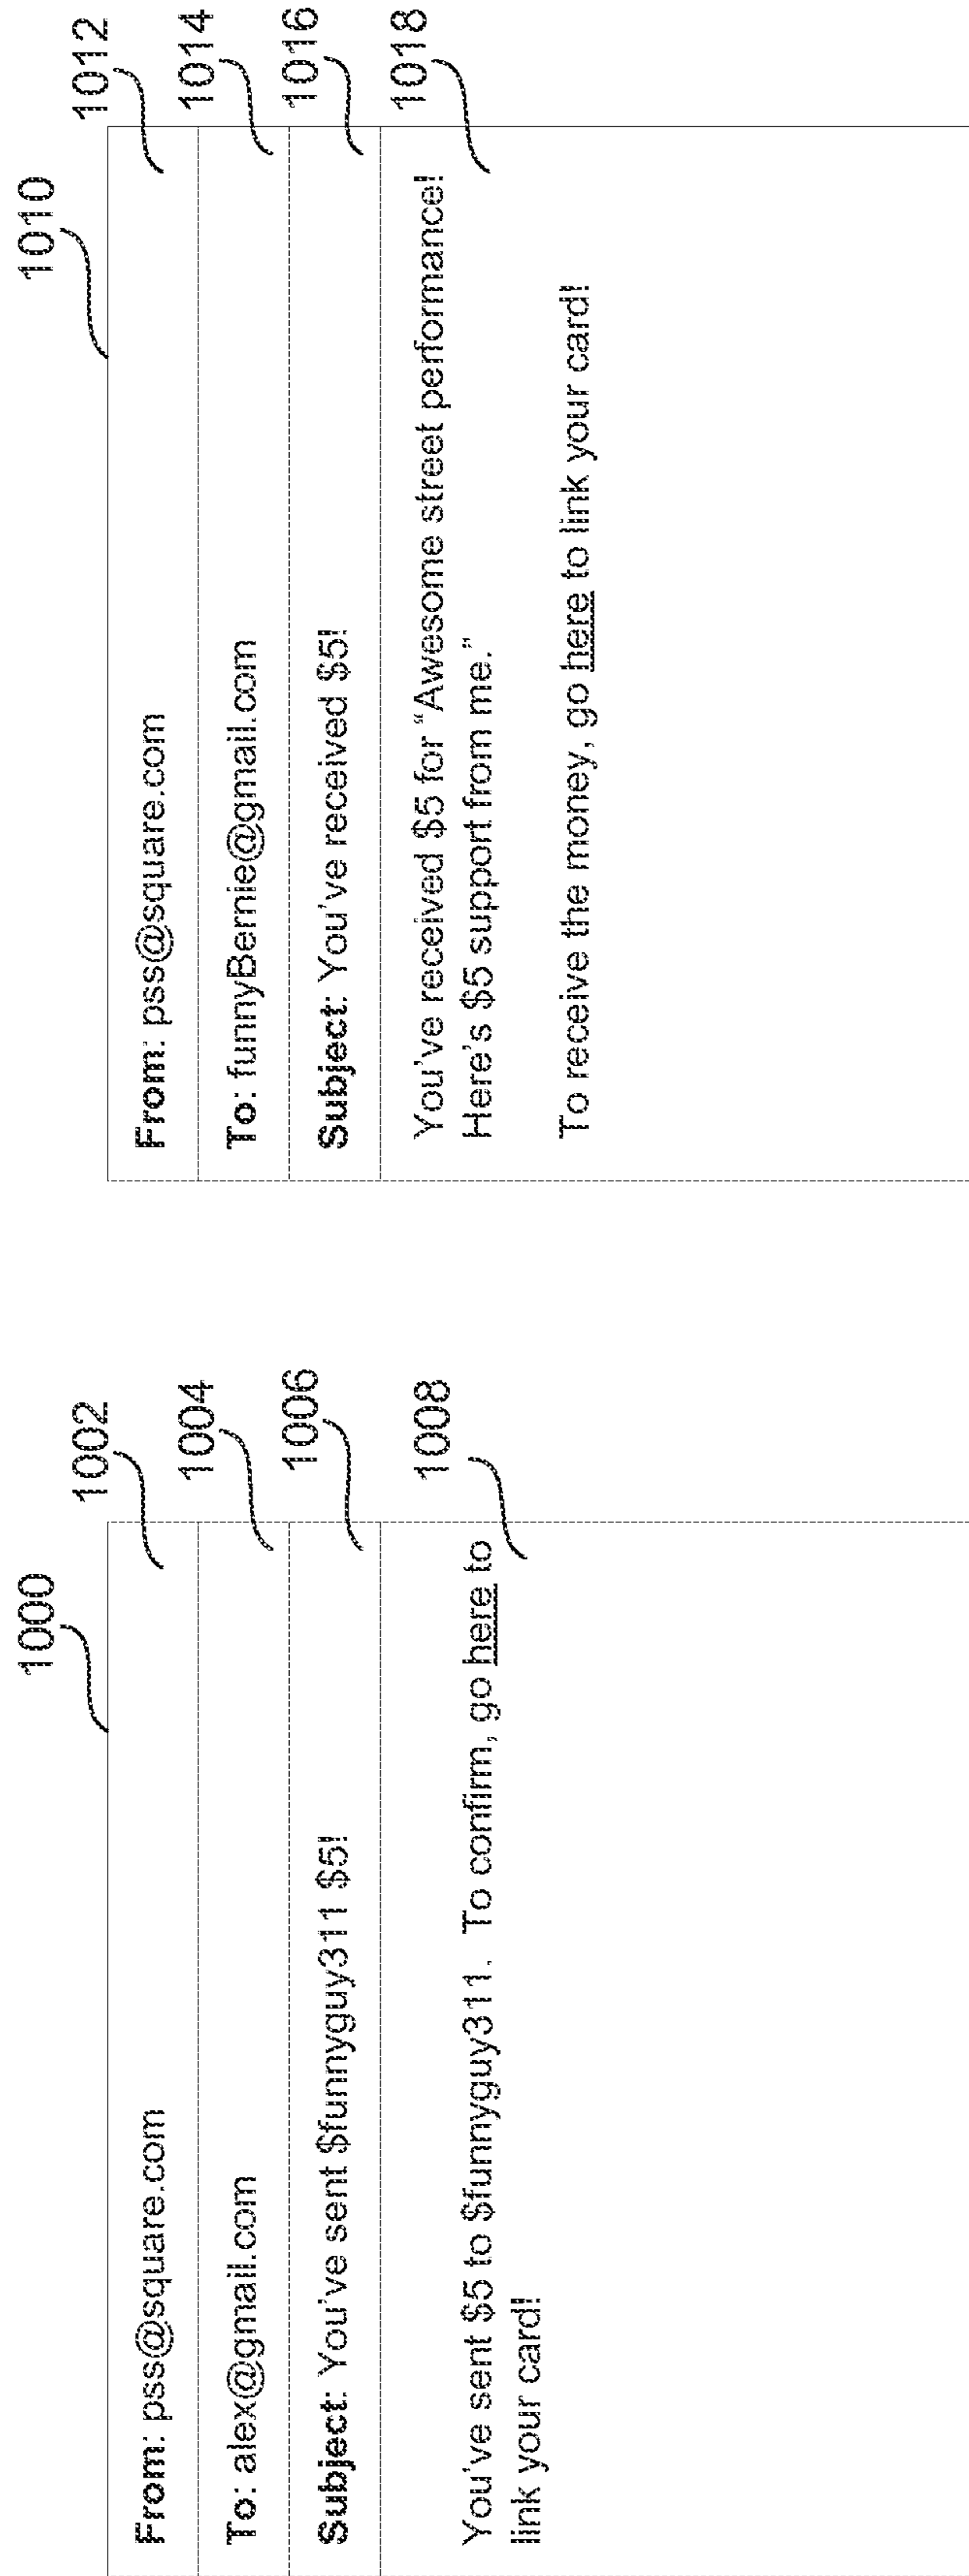 1000
1002
From: pss@square.com
1004
To: alex@gmail.com
1006
Subject: You've sent $funnyguy311 $5!
1008
You've sent $5 to $funnyguy311.  To confirm, go here to
link your card!
1010
1012
From: pss@square.com
1014
To: funnyBernie@gmail.com
1016
Subject: You've received $5!
1018
You've received $5 for “Awesome street performance!
Here's $5 support from me.”
To receive the money, go here to link your card!